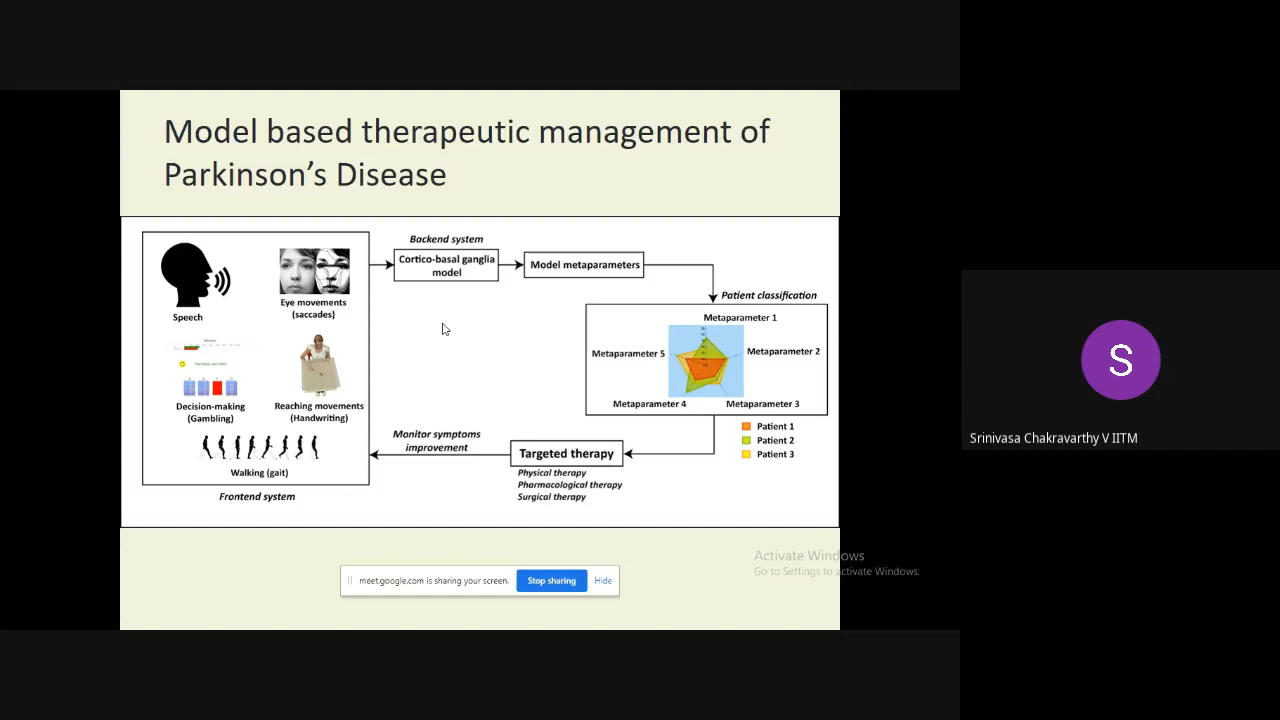 Model based therapeutic management of
Parkinson's Disease
Speech
Eye movements
(saccades)
Decision-making
(Gambling)
Reaching movements
(Handwriting)
Walking (gait)
Frontend system
Backend system
Cortico-basal ganglia
model
Model metaparameters
Patient classification
Metaparameter 1
Metaparameter 2
Metaparameter 3
Metaparameter 4
Metaparameter 5
Patient 1
Patient 2
Patient 3
Targeted therapy
Physical therapy
Pharmacological therapy
Surgical therapy
Monitor symptoms
improvement
meet.google.com is sharing your screen.
Stop sharing
Hide
Activate Windows
Go to Settings to activate Windows.
S
Srinivasa Chakravarthy V IITM